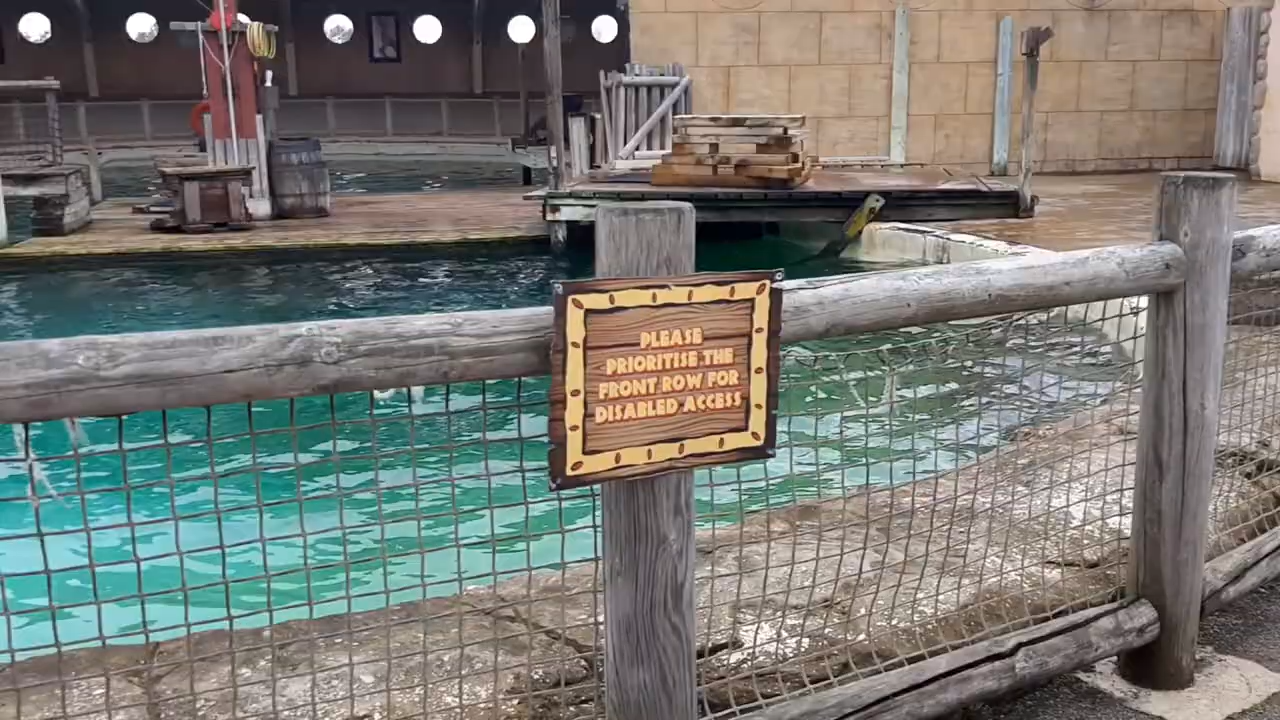 PLEASE
PRIORITISE THE
FRONT ROW FOR
DISABLED ACCESS